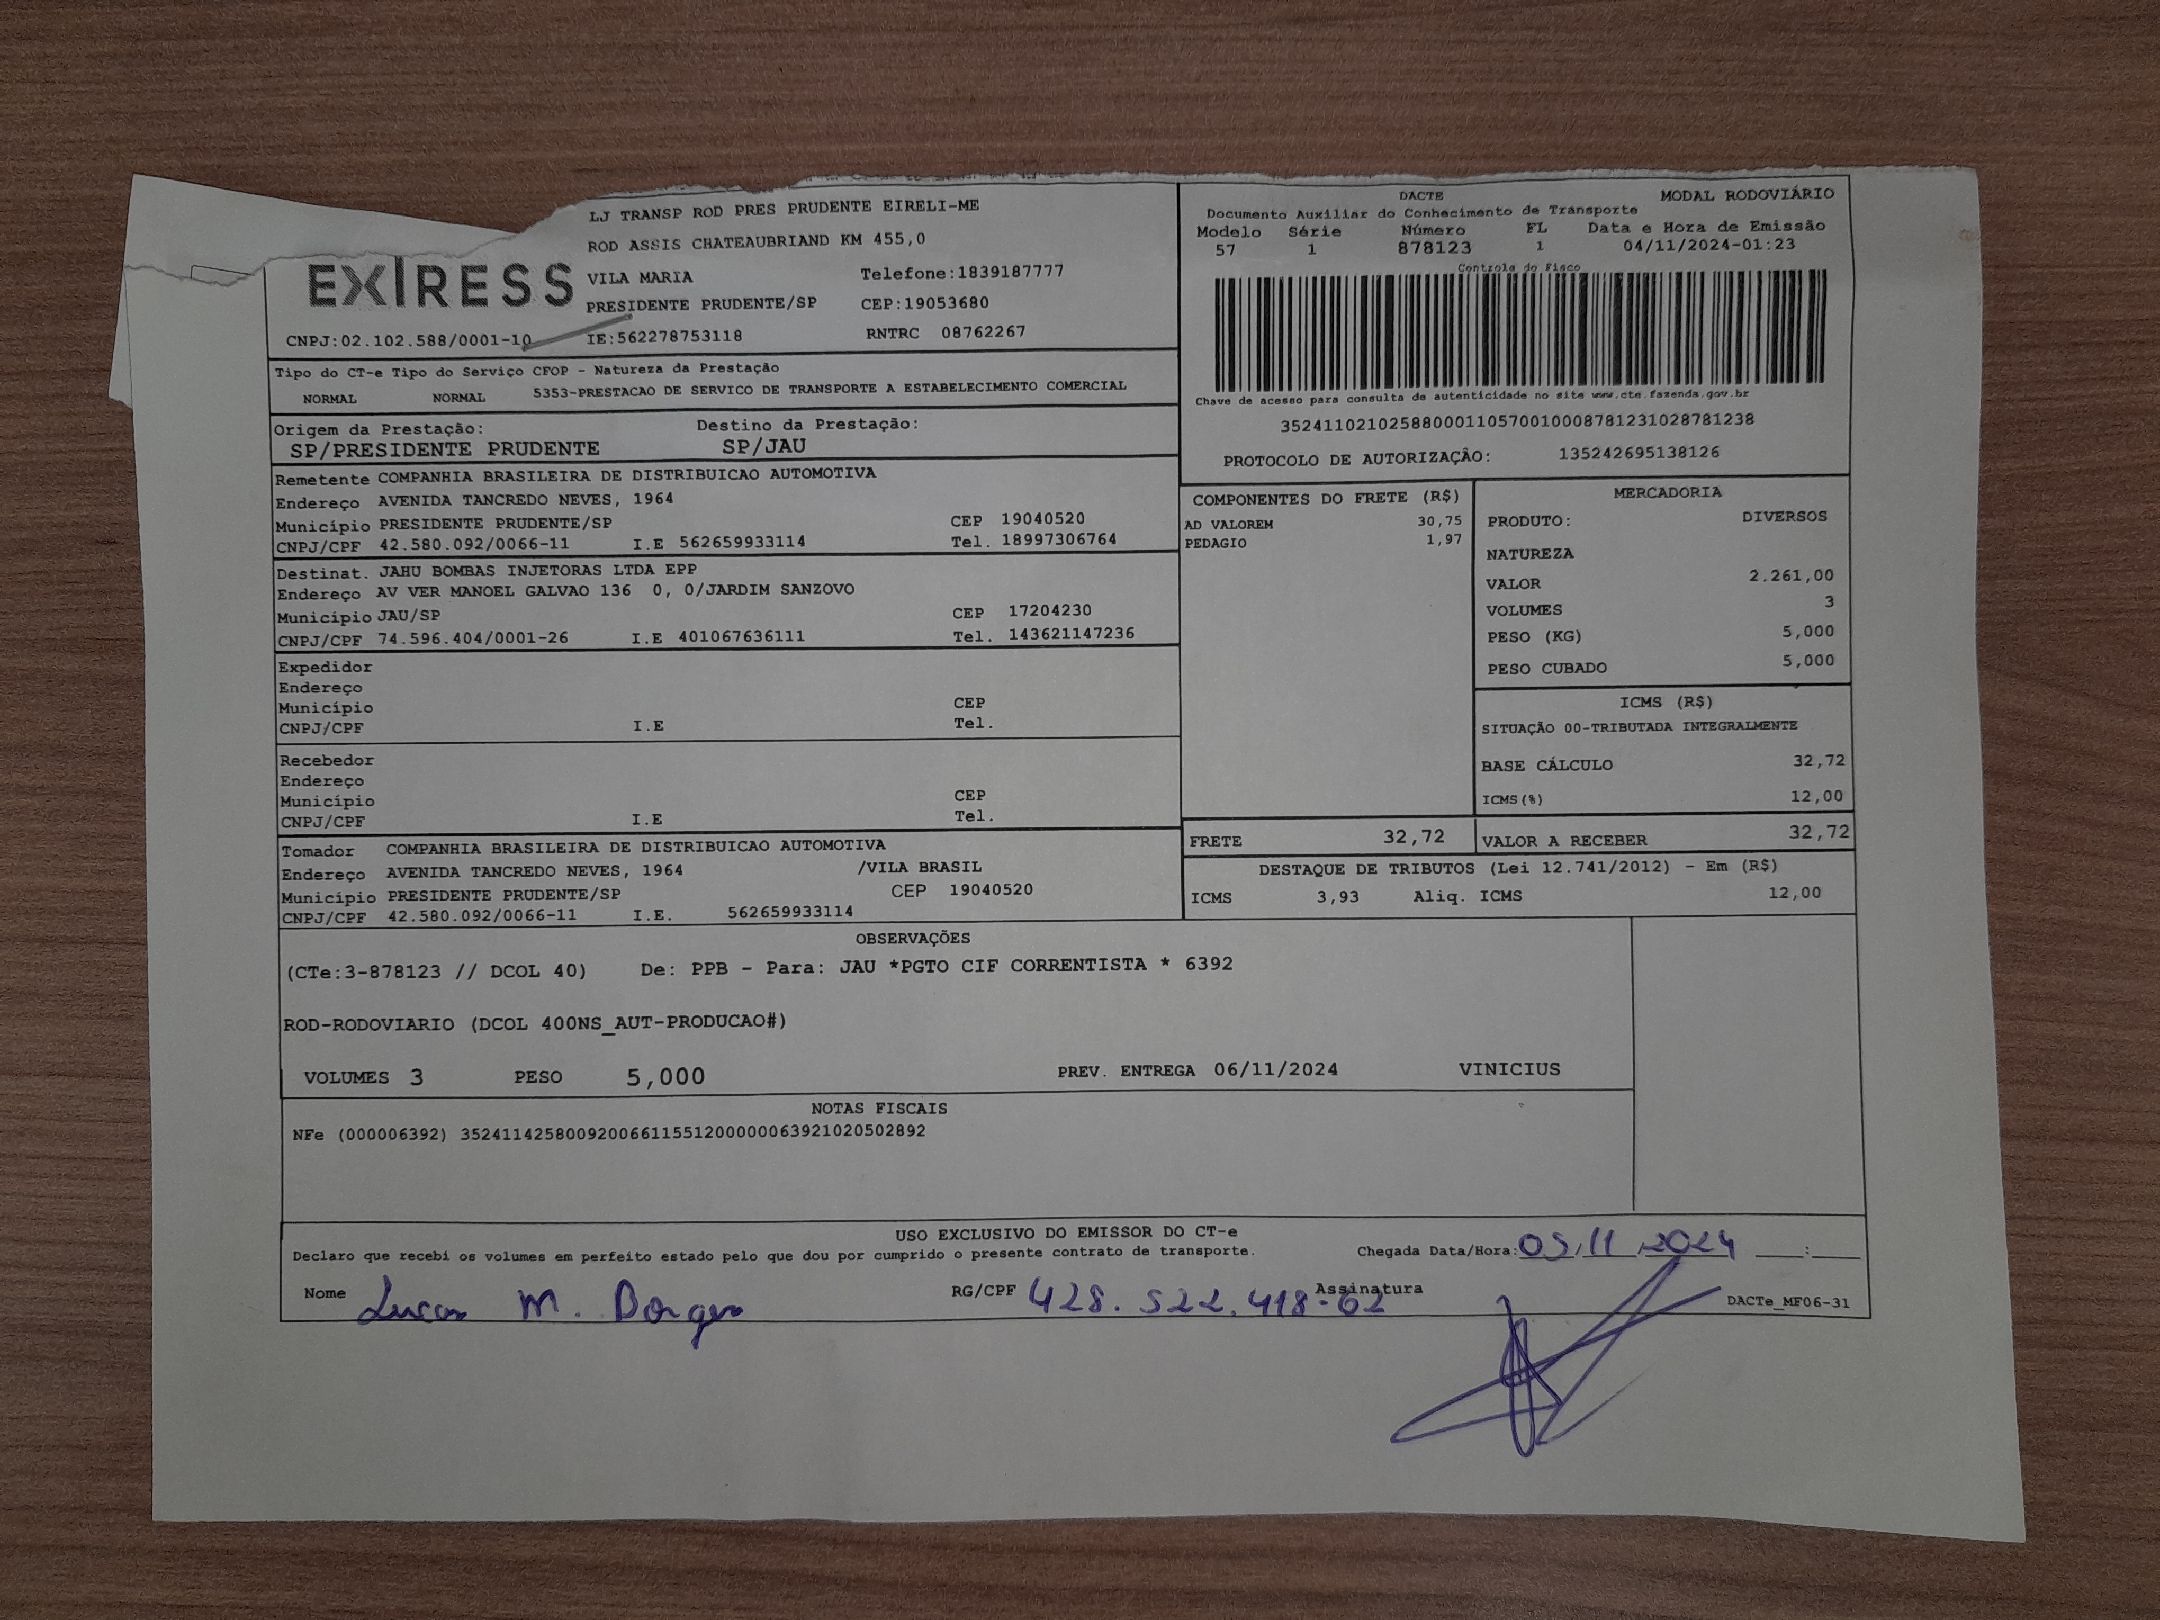 EXIRESS
LJ TRANSP ROD PRES PRUDENTE EIRELI-ME
ROD ASSIS CHATEAUBRIAND KM 455,0
VILA MARIA Telefone:1839187777
PRESIDENTE PRUDENTE/SP CEP:19053680
CNPJ:02.102.588/0001-10 IE:562278753118 RNTRC 08762267
DACTE MODAL RODOVIÁRIO
Documento Auxiliar do Conhecimento de Transporte
Modelo Série Número FL Data e Hora de Emissão
57 1 878123 1 04/11/2024-01:23
Controle do Fisco
Chave de acesso para consulta de autenticidade no site www.cte.fazenda.gov.br
35241102102588000110570010008781231028781238
PROTOCOLO DE AUTORIZAÇÃO: 135242695138126
Tipo do CT-e Tipo do Serviço CFOP - Natureza da Prestação
NORMAL NORMAL 5353-PRESTACAO DE SERVICO DE TRANSPORTE A ESTABELECIMENTO COMERCIAL
Origem da Prestação: Destino da Prestação:
SP/PRESIDENTE PRUDENTE SP/JAU
Remetente COMPANHIA BRASILEIRA DE DISTRIBUICAO AUTOMOTIVA
Endereço AVENIDA TANCREDO NEVES, 1964
Município PRESIDENTE PRUDENTE/SP CEP 19040520
CNPJ/CPF 42.580.092/0066-11 I.E 562659933114 Tel. 18997306764
Destinat. JAHU BOMBAS INJETORAS LTDA EPP
Endereço AV VER MANOEL GALVAO 136 0, 0/JARDIM SANZOVO
Município JAU/SP CEP 17204230
CNPJ/CPF 74.596.404/0001-26 I.E 401067636111 Tel. 143621147236
Expedidor
Endereço
Município CEP
CNPJ/CPF I.E Tel.
Recebedor
Endereço
Município CEP
CNPJ/CPF I.E Tel.
Tomador COMPANHIA BRASILEIRA DE DISTRIBUICAO AUTOMOTIVA
Endereço AVENIDA TANCREDO NEVES, 1964 /VILA BRASIL
Município PRESIDENTE PRUDENTE/SP CEP 19040520
CNPJ/CPF 42.580.092/0066-11 I.E. 562659933114
COMPONENTES DO FRETE (R$)
AD VALOREM 30,75
PEDAGIO 1,97
MERCADORIA
PRODUTO: DIVERSOS
NATUREZA
VALOR 2.261,00
VOLUMES 3
PESO (KG) 5,000
PESO CUBADO 5,000
ICMS (R$)
SITUAÇÃO 00-TRIBUTADA INTEGRALMENTE
BASE CÁLCULO 32,72
ICMS(%) 12,00
FRETE 32,72 VALOR A RECEBER 32,72
DESTAQUE DE TRIBUTOS (Lei 12.741/2012) - Em (R$)
ICMS 3,93 Aliq. ICMS 12,00
OBSERVAÇÕES
(CTe:3-878123 // DCOL 40) De: PPB - Para: JAU *PGTO CIF CORRENTISTA * 6392
ROD-RODOVIARIO (DCOL 400NS_AUT-PRODUCAO#)
VOLUMES 3 PESO 5,000 PREV. ENTREGA 06/11/2024 VINICIUS
NOTAS FISCAIS
NFe (000006392) 35241142580092006611551200000063921020502892
USO EXCLUSIVO DO EMISSOR DO CT-e
Declaro que recebi os volumes em perfeito estado pelo que dou por cumprido o presente contrato de transporte. Chegada Data/Hora: 05/11 2024 __:__
Nome Lucas M. Borges RG/CPF 428.522.418-62 Assinatura
DACTe_MF06-31